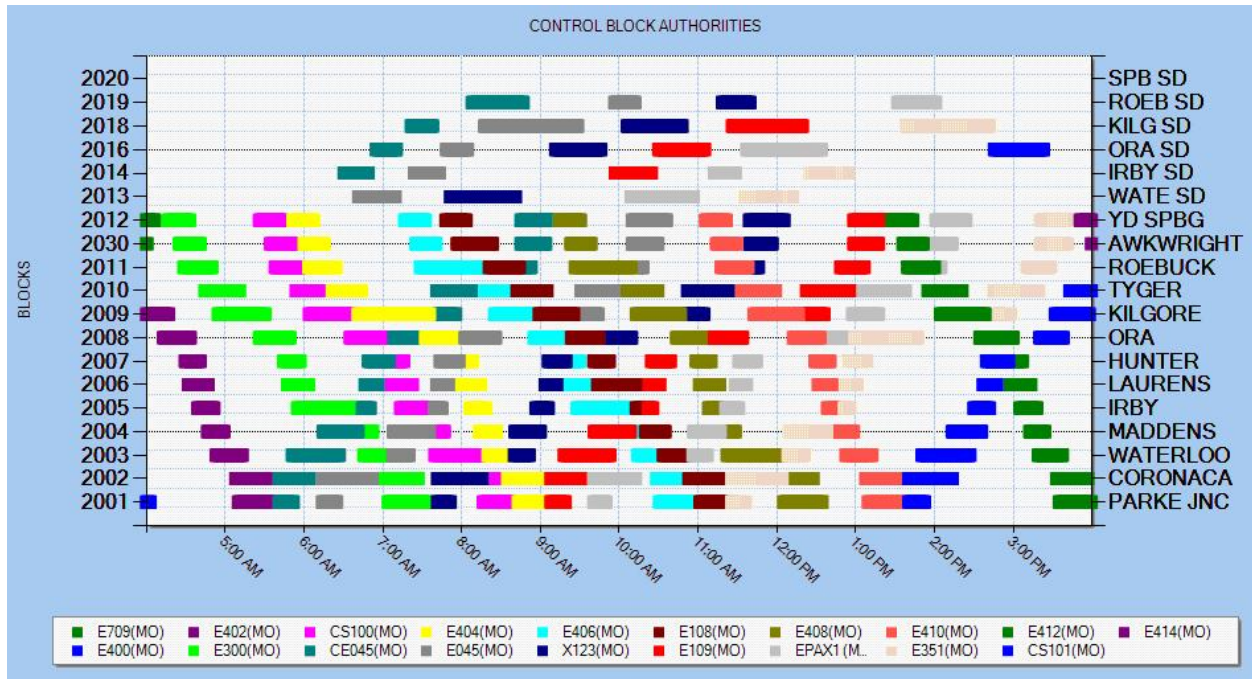 CONTROL BLOCK AUTHORIITIES
BLOCKS
2020 SPB SD
2019 ROEB SD
2018 KILG SD
2016 ORA SD
2014 IRBY SD
2013 WATE SD
2012 YD SPBG
2030 AWKWRIGHT
2011 ROEBUCK
2010 TYGER
2009 KILGORE
2008 ORA
2007 HUNTER
2006 LAURENS
2005 IRBY
2004 MADDENS
2003 WATERLOO
2002 CORONACA
2001 PARKE JNC
5:00 AM 6:00 AM 7:00 AM 8:00 AM 9:00 AM 10:00 AM 11:00 AM 12:00 PM 1:00 PM 2:00 PM 3:00 PM
E709(MO) E402(MO) CS100(MO) E404(MO) E406(MO) E108(MO) E408(MO) E410(MO) E412(MO) E414(MO)
E400(MO) E300(MO) CE045(MO) E045(MO) X123(MO) E109(MO) EPAX1 (M... E351(MO) CS101(MO)